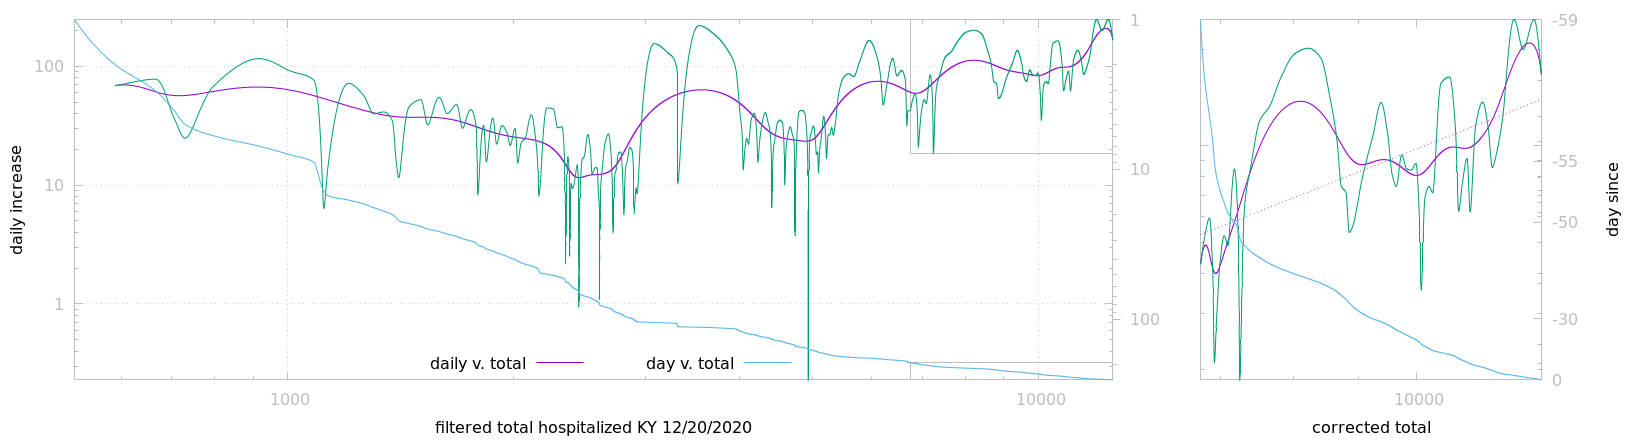 daily increase
100
10
1
1000
10000
1
10
100
daily v. total
day v. total
filtered total hospitalized KY 12/20/2020
-59
-55
-50
-30
0
day since
10000
corrected total